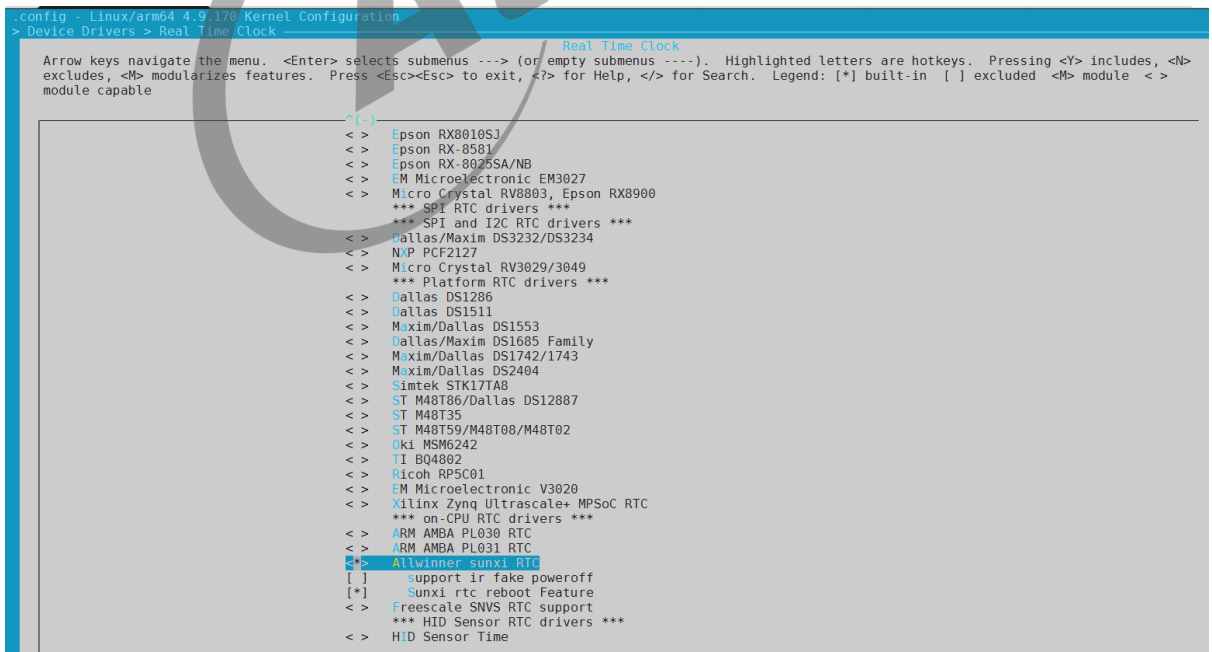 .config - Linux/arm64 4.9.170 Kernel Configuration
> Device Drivers > Real Time Clock
Real Time Clock
Arrow keys navigate the menu.  <Enter> selects submenus ---> (or empty submenus ----).  Highlighted letters are hotkeys.  Pressing <Y> includes, <N>
excludes, <M> modularizes features.  Press <Esc><Esc> to exit, <?> for Help, </> for Search.  Legend: [*] built-in  [ ] excluded  <M> module  < >
module capable
^(-)
< >   Epson RX8010SJ
< >   Epson RX-8581
< >   Epson RX-8025SA/NB
< >   EM Microelectronic EM3027
< >   Micro Crystal RV8803, Epson RX8900
*** SPI RTC drivers ***
*** SPI and I2C RTC drivers ***
< >   Dallas/Maxim DS3232/DS3234
< >   NXP PCF2127
< >   Micro Crystal RV3029/3049
*** Platform RTC drivers ***
< >   Dallas DS1286
< >   Dallas DS1511
< >   Maxim/Dallas DS1553
< >   Dallas/Maxim DS1685 Family
< >   Maxim/Dallas DS1742/1743
< >   Maxim/Dallas DS2404
< >   Simtek STK17TA8
< >   ST M48T86/Dallas DS12887
< >   ST M48T35
< >   ST M48T59/M48T08/M48T02
< >   Oki MSM6242
< >   TI BQ4802
< >   Ricoh RP5C01
< >   EM Microelectronic V3020
< >   Xilinx Zynq Ultrascale+ MPSoC RTC
*** on-CPU RTC drivers ***
< >   ARM AMBA PL030 RTC
< >   ARM AMBA PL031 RTC
<*>   Allwinner sunxi RTC
[ ]     support ir fake poweroff
[*]     Sunxi rtc reboot Feature
< >   Freescale SNVS RTC support
*** HID Sensor RTC drivers ***
< >   HID Sensor Time